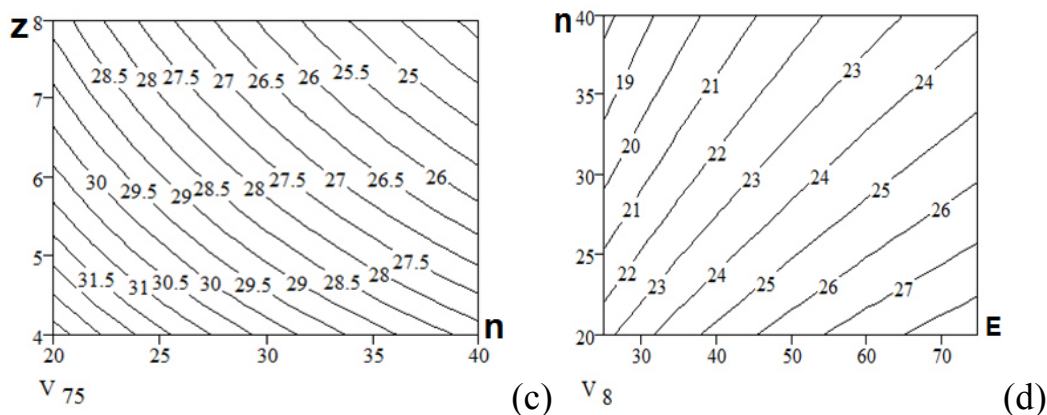 z 8 28.5 28 27.5 27 26.5 26 25.5 25
7
6 30 29.5 29 28.5 28 27.5 27 26.5 26
5 31.5 31 30.5 30 29.5 29 28.5 28 27.5
4 n
20 25 30 35 40
V 75 (c)
n 40 23 24
19 21
35
20 22 23 24 25
30
21 26
25
22 23 24 25 26 27
20 E
30 40 50 60 70
V 8 (d)